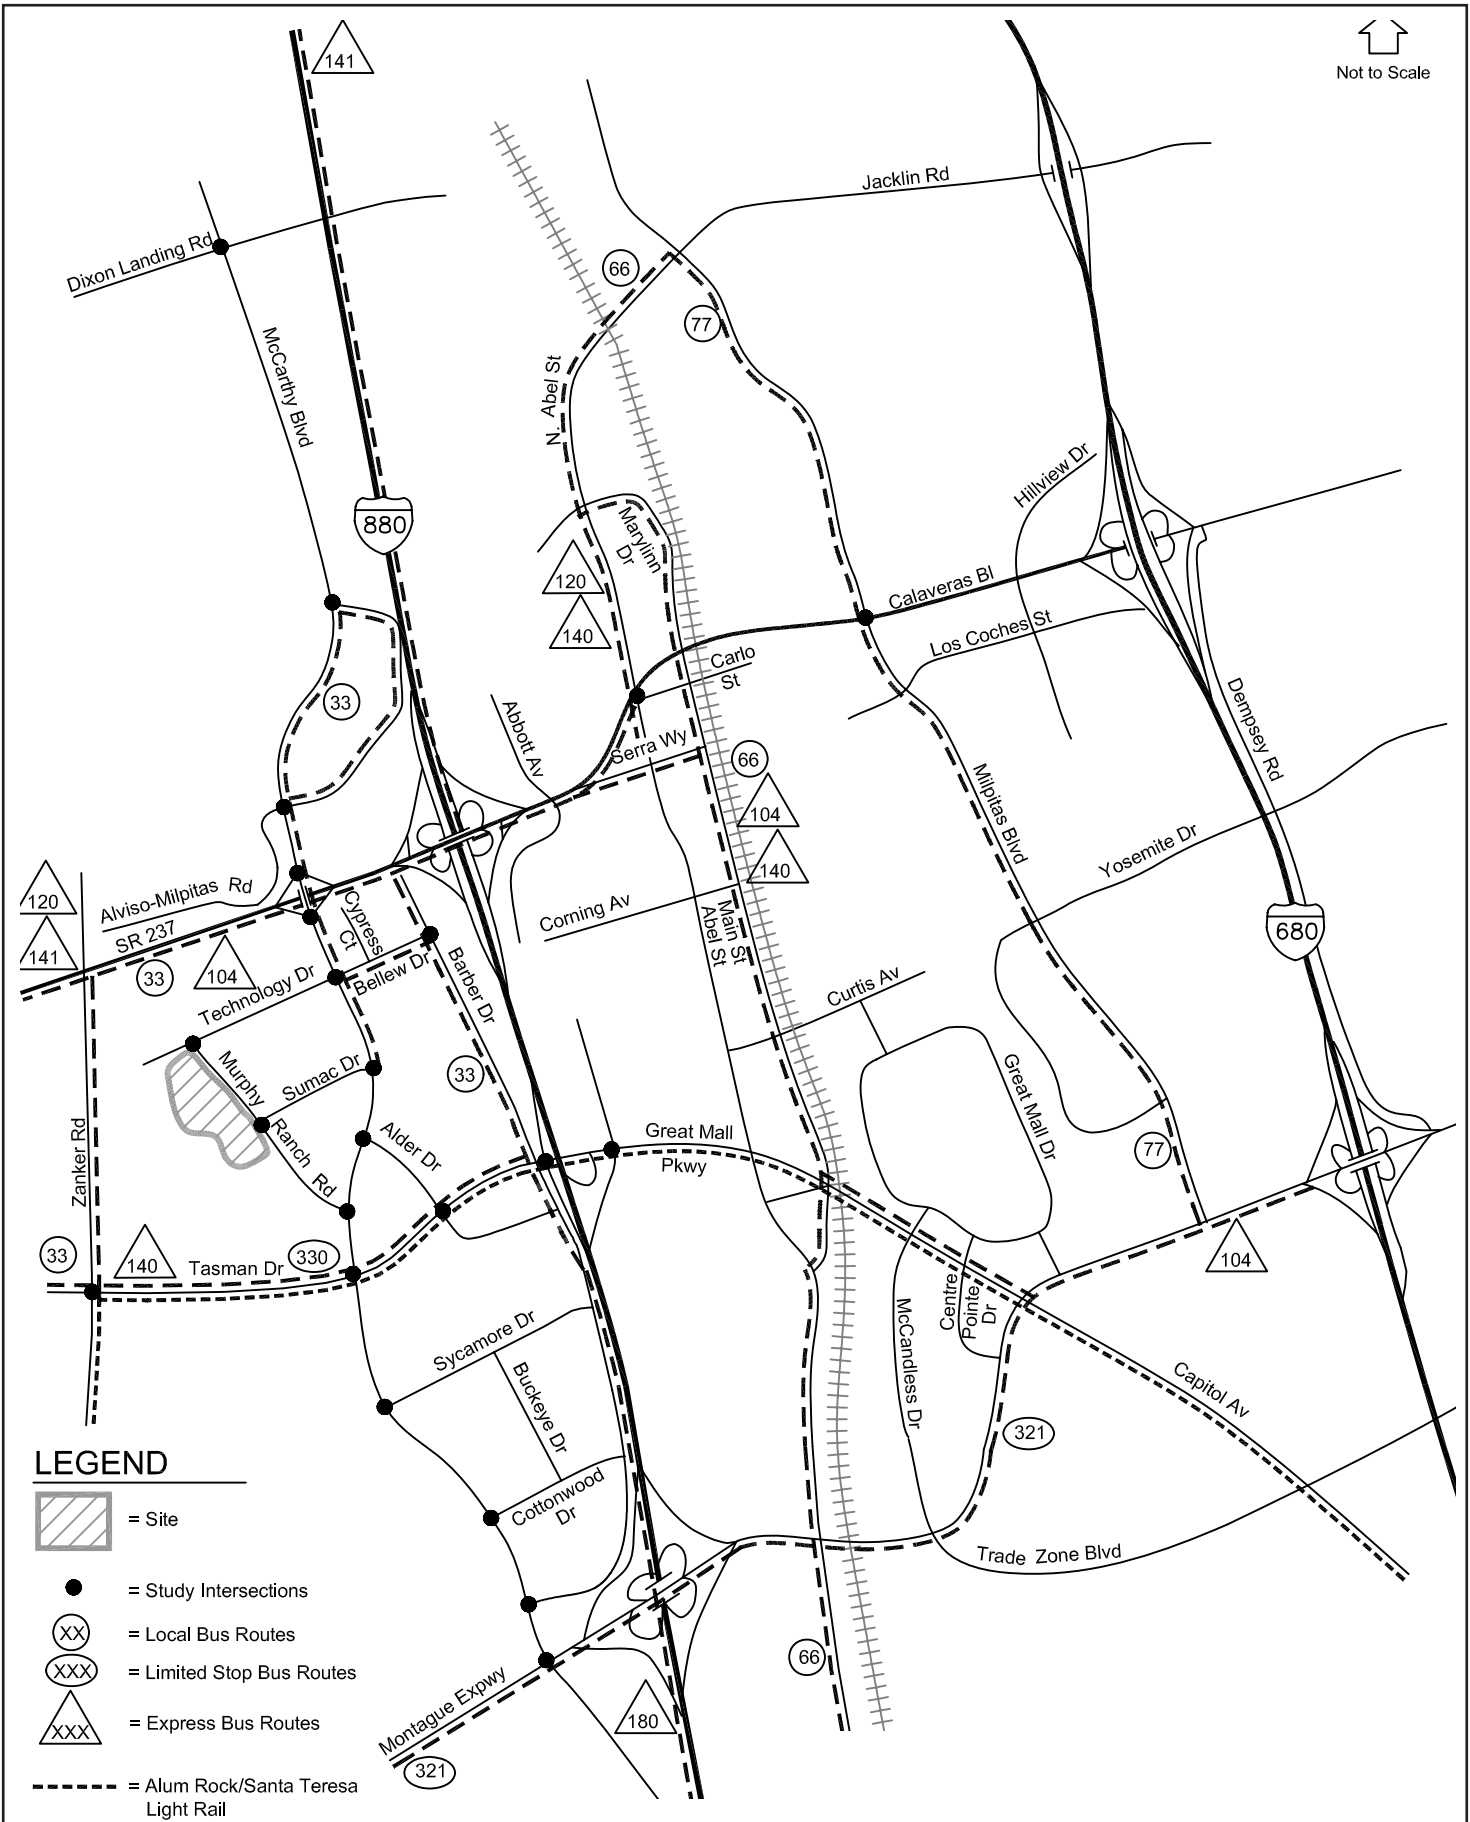 141
Not to Scale
Jacklin Rd
Dixon Landing Rd
66
77
McCarthy Blvd
N. Abel St
Hillview Dr
880
Marylinn
Dr
120
140
Calaveras Bl
Los Coches St
Carlo
St
33
Abbott Av
Serra Wy
66
Dempsey Rd
104
Milpitas Blvd
140
Yosemite Dr
120
Alviso-Milpitas Rd
Cypress
Ct
Corning Av
Main St
Abel St
680
141
SR 237
33
104
Bellew Dr
Barber Dr
Technology Dr
Curtis Av
Murphy
Ranch Rd
Sumac Dr
33
Great Mall Dr
Zanker Rd
Alder Dr
Great Mall
Pkwy
77
33
140
Tasman Dr
330
104
Centre
Pointe
Dr
McCandless Dr
Sycamore Dr
Buckeye Dr
Capitol Av
321
Cottonwood
Dr
Trade Zone Blvd
66
Montague Expwy
180
321
LEGEND
= Site
= Study Intersections
XX
= Local Bus Routes
XXX
= Limited Stop Bus Routes
XXX
= Express Bus Routes
= Alum Rock/Santa Teresa
Light Rail